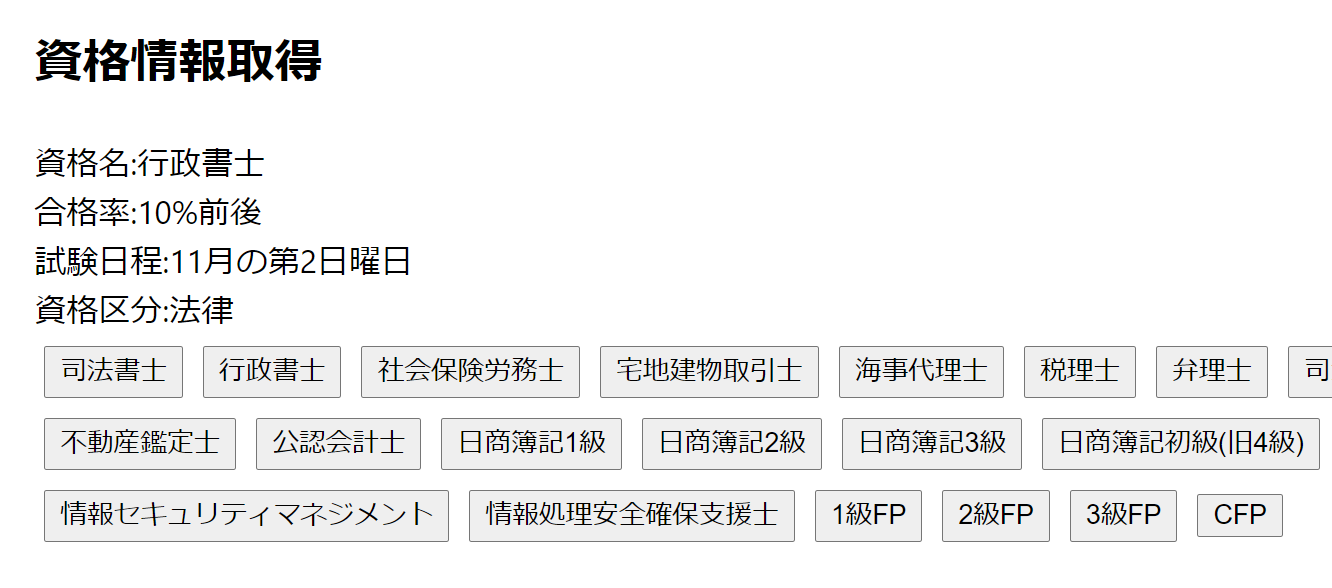 資格情報取得
資格名:行政書士
合格率:10%前後
試験日程:11月の第2日曜日
資格区分:法律
司法書士 行政書士 社会保険労務士 宅地建物取引士 海事代理士 税理士 弁理士 司
不動産鑑定士 公認会計士 日商簿記1級 日商簿記2級 日商簿記3級 日商簿記初級(旧4級)
情報セキュリティマネジメント 情報処理安全確保支援士 1級FP 2級FP 3級FP CFP